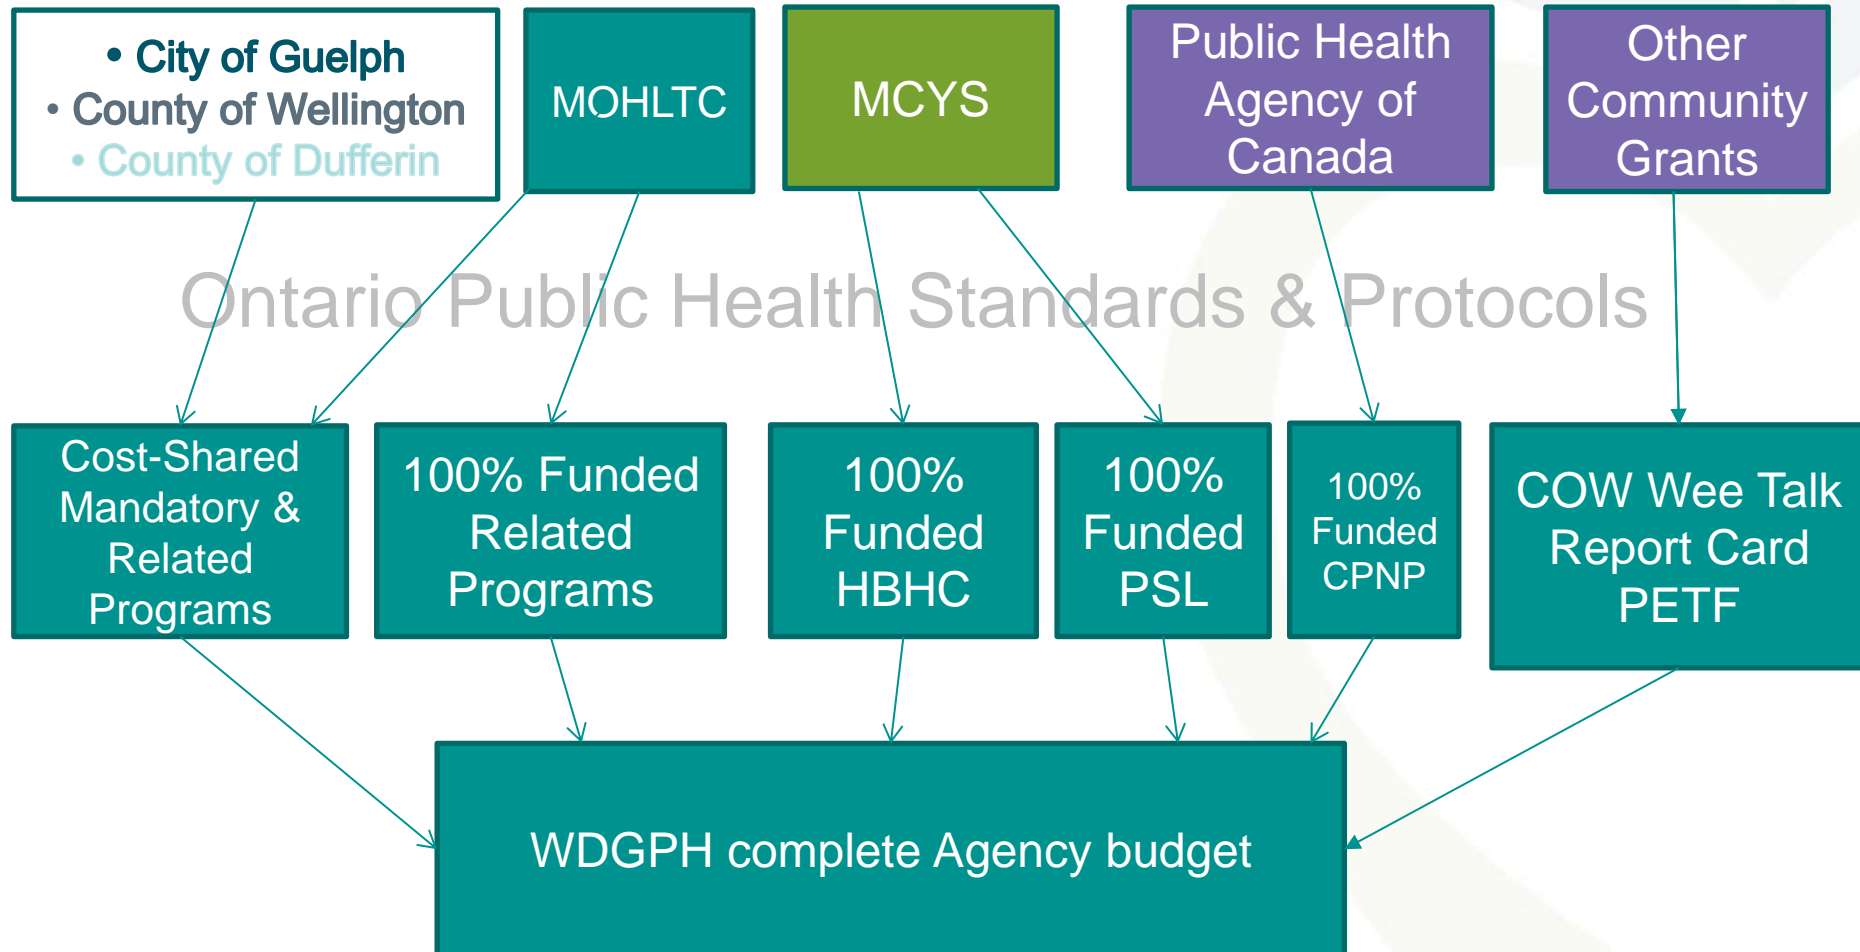 • City of Guelph
• County of Wellington
• County of Dufferin
MOHLTC
MCYS
Public Health
Agency of
Canada
Other
Community
Grants
Ontario Public Health Standards & Protocols
Cost-Shared
Mandatory &
Related
Programs
100% Funded
Related
Programs
100%
Funded
HBHC
100%
Funded
PSL
100%
Funded
CPNP
COW Wee Talk
Report Card
PETF
WDGPH complete Agency budget